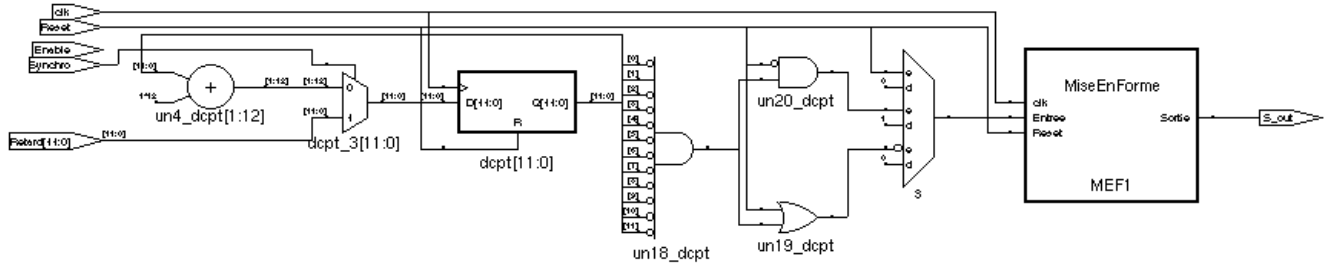 clk
Reset
Enable
Synchro
Retard[11:0]
[11:0]
[11:0]
1*12
+
un4_dcpt[1:12]
[1:12]
[1:12]
[11:0]
0
1
dcpt_3[11:0]
[11:0]
[11:0]
D[11:0]
Q[11:0]
R
dcpt[11:0]
[11:0]
[0]
[1]
[2]
[3]
[4]
[5]
[6]
[7]
[8]
[9]
[10]
[11]
un18_dcpt
un20_dcpt
un19_dcpt
e
0
d
e
1
d
e
0
d
S
MiseEnForme
clk
Entree
Reset
Sortie
MEF1
S_out